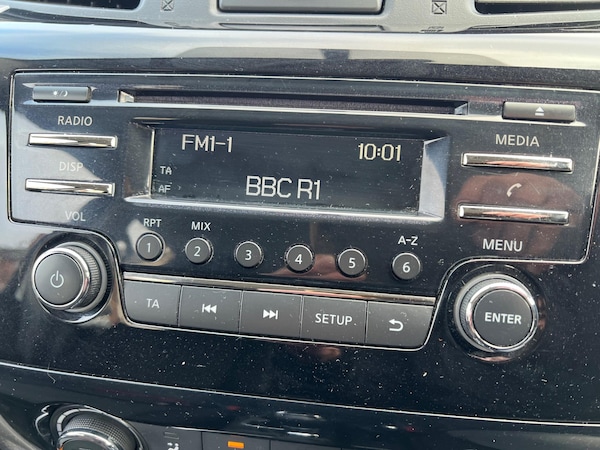 RADIO
MEDIA
FM1-1
10:01
DISP
TA
AF
BBC R1
VOL
MENU
RPT
MIX
A-Z
1
2
3
4
5
6
TA
SETUP
ENTER